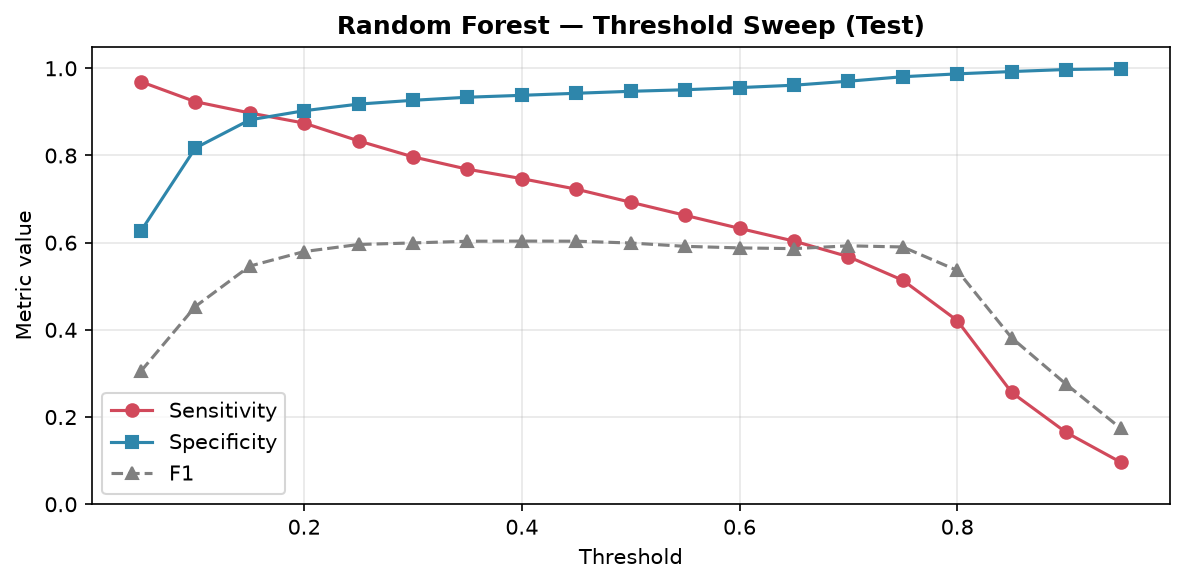 Random Forest — Threshold Sweep (Test)
Metric value
1.0
0.8
0.6
0.4
0.2
0.0
Sensitivity
Specificity
F1
0.2 0.4 0.6 0.8
Threshold